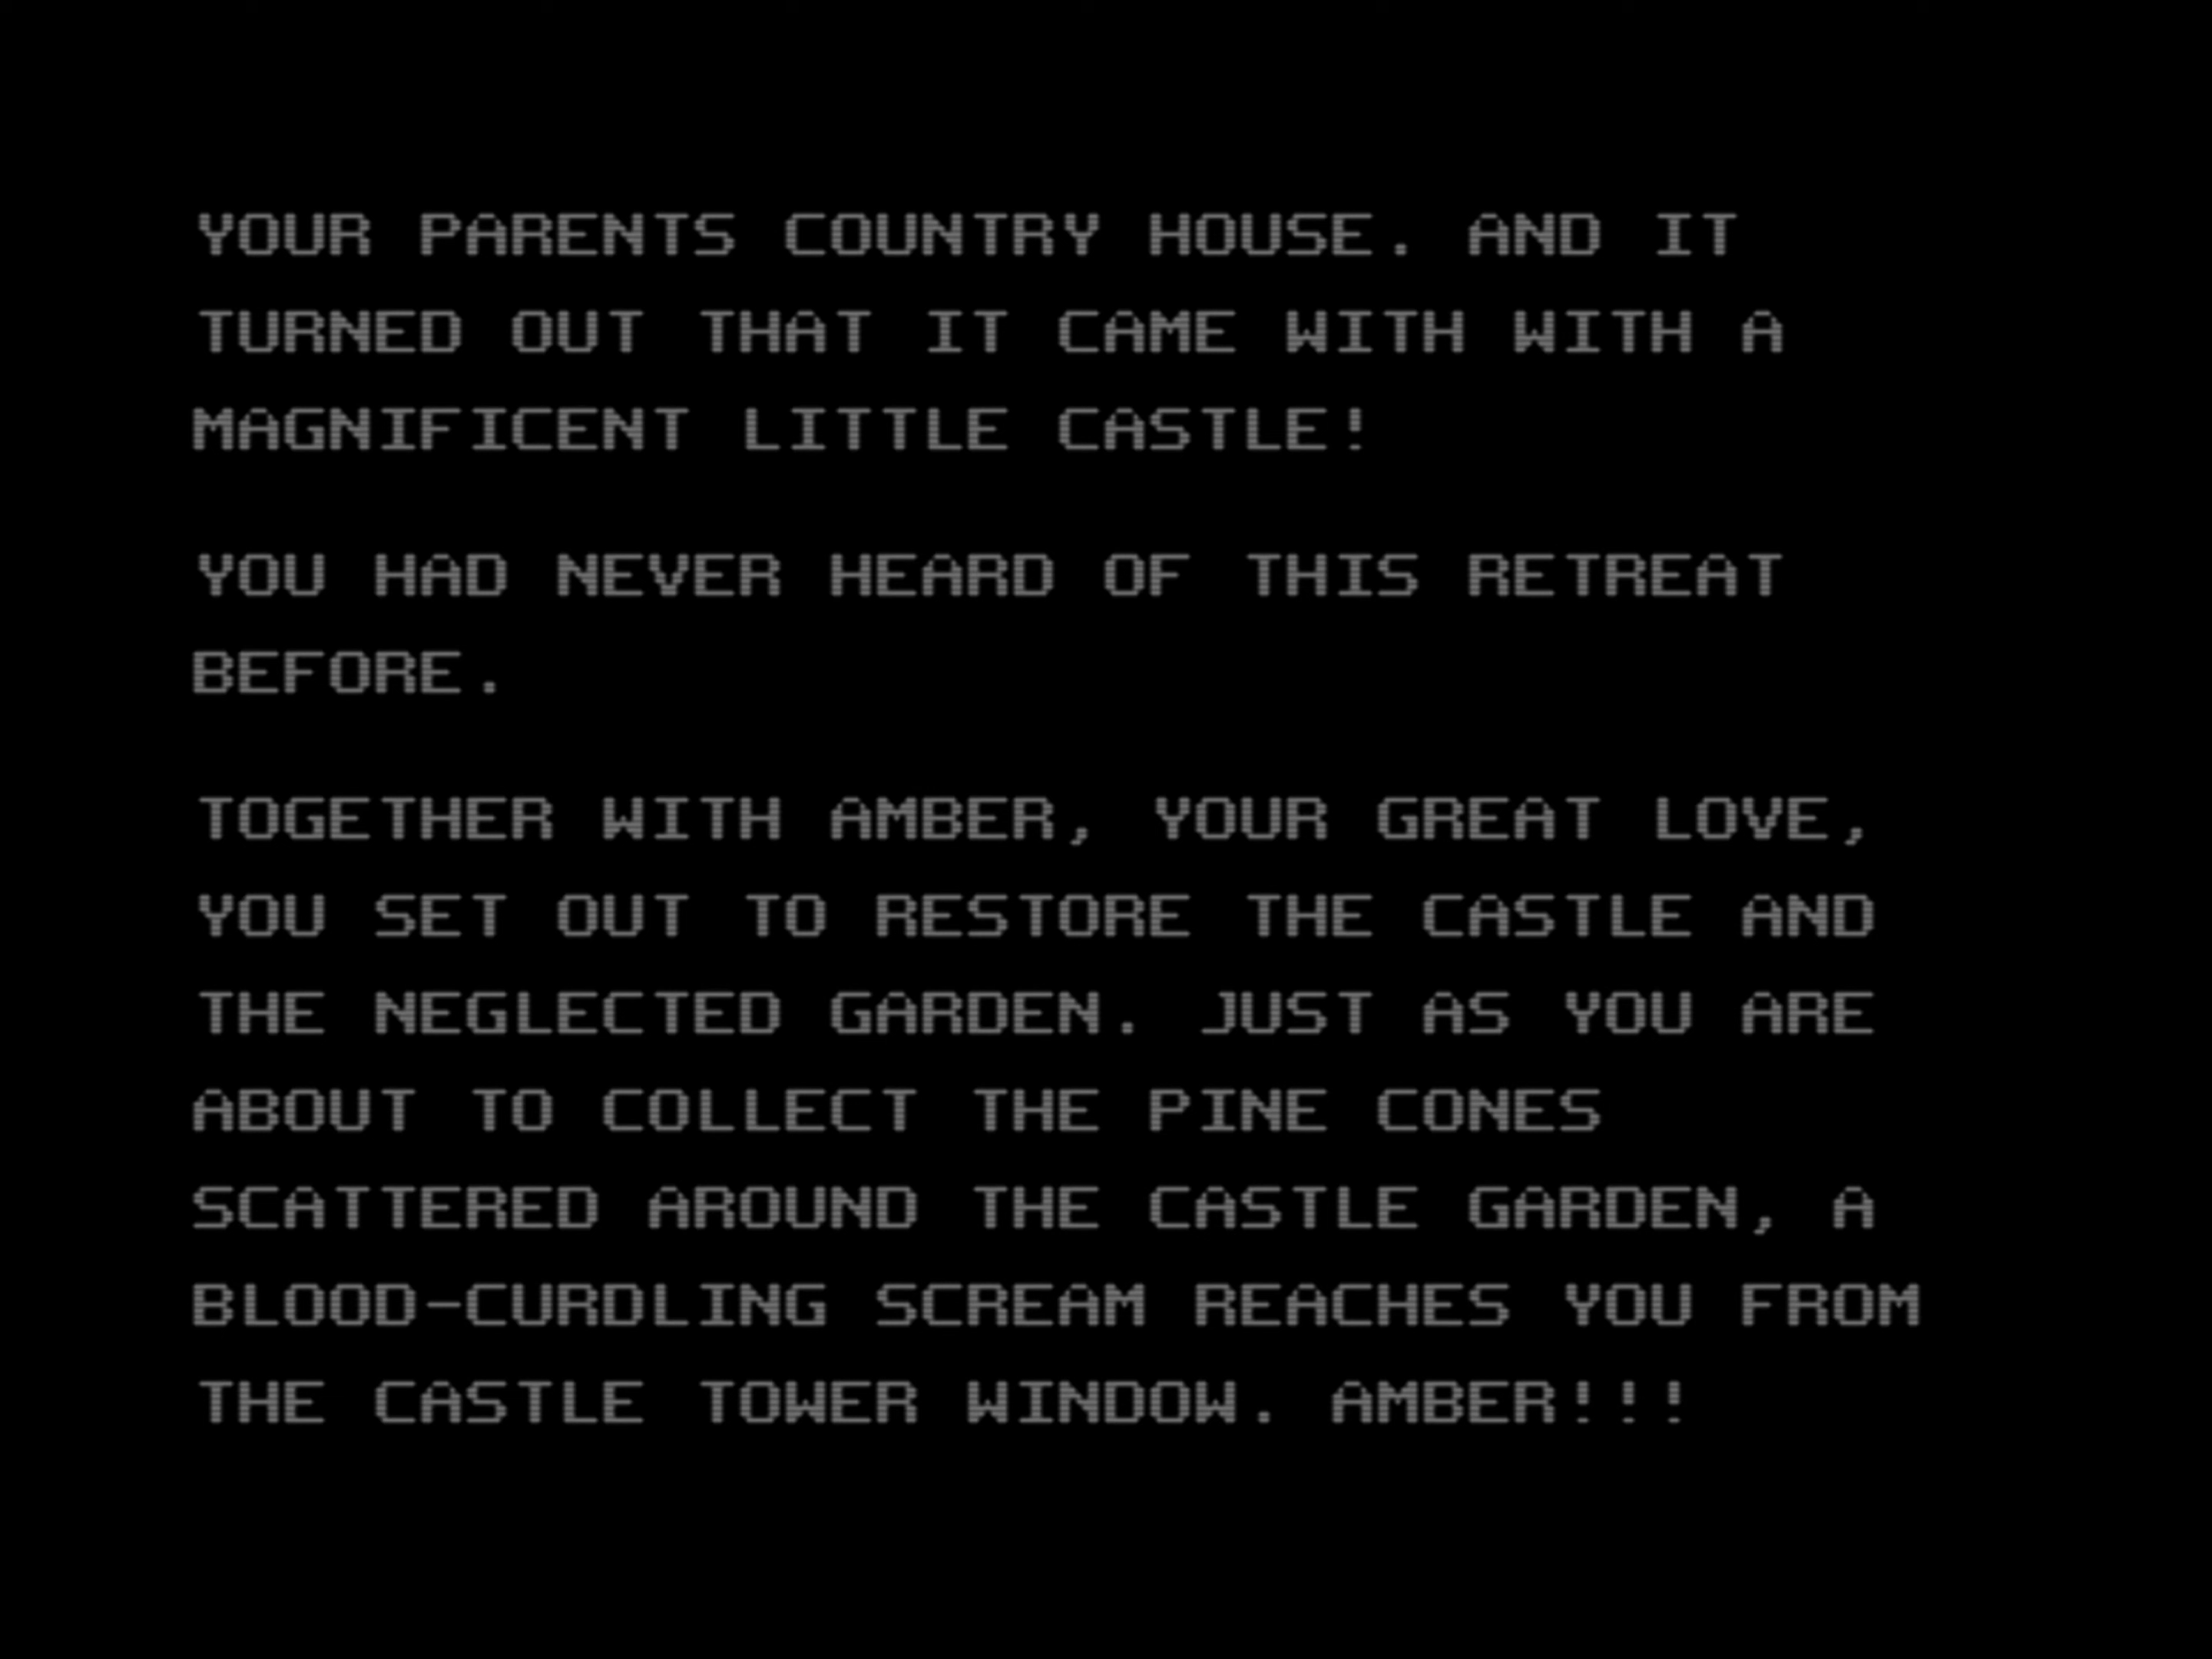 YOUR PARENTS COUNTRY HOUSE. AND IT
TURNED OUT THAT IT CAME WITH WITH A
MAGNIFICENT LITTLE CASTLE!
YOU HAD NEVER HEARD OF THIS RETREAT
BEFORE.
TOGETHER WITH AMBER, YOUR GREAT LOVE,
YOU SET OUT TO RESTORE THE CASTLE AND
THE NEGLECTED GARDEN. JUST AS YOU ARE
ABOUT TO COLLECT THE PINE CONES
SCATTERED AROUND THE CASTLE GARDEN, A
BLOOD-CURDLING SCREAM REACHES YOU FROM
THE CASTLE TOWER WINDOW. AMBER!!!